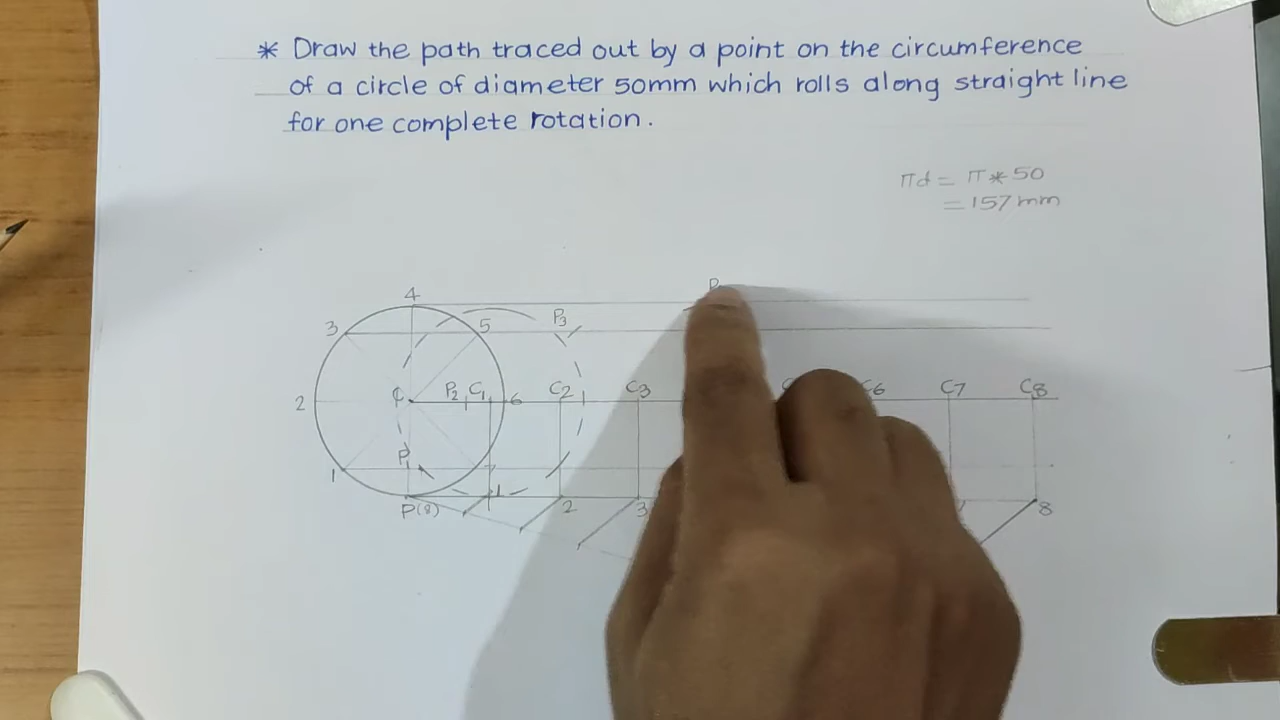 * Draw the path traced out by a point on the circumference
of a circle of diameter 50mm which rolls along straight line
for one complete rotation.
πd = π * 50
= 157mm
P
4
3 5 P3
2 C P2 C1 6 C2 C3 C6 C7 C8
1 P1
P(8) 1 2 3 7 8